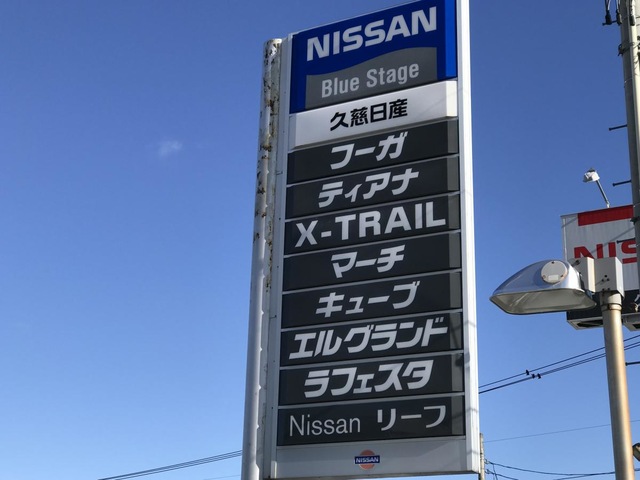 NISSAN
Blue Stage
久慈日産
フーガ
ティアナ
X-TRAIL
マーチ
キューブ
エルグランド
ラフェスタ
Nissan リーフ
NISSAN